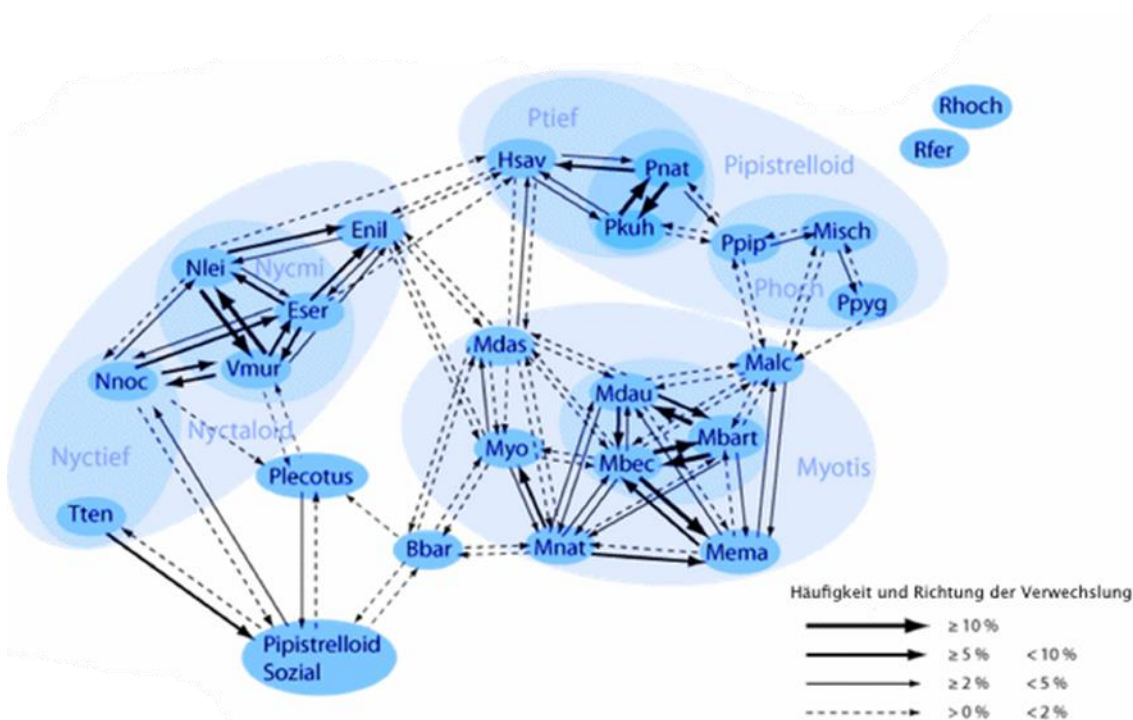 Rhoch
Ptief
Rfer
Hsav
Pnat
Pipistrelloid
Enil
Pkuh
Ppip
Misch
Nlei
Nycmi
Phoch
Ppyg
Eser
Mdas
Malc
Nnoc
Vmur
Mdau
Nyctaloid
Mbart
Nyctief
Myo
Mbec
Myotis
Plecotus
Tten
Bbar
Mnat
Mema
Häufigkeit und Richtung der Verwechslung
≥ 10 %
≥ 5 % < 10 %
≥ 2 % < 5 %
> 0 % < 2 %
Pipistrelloid
Sozial